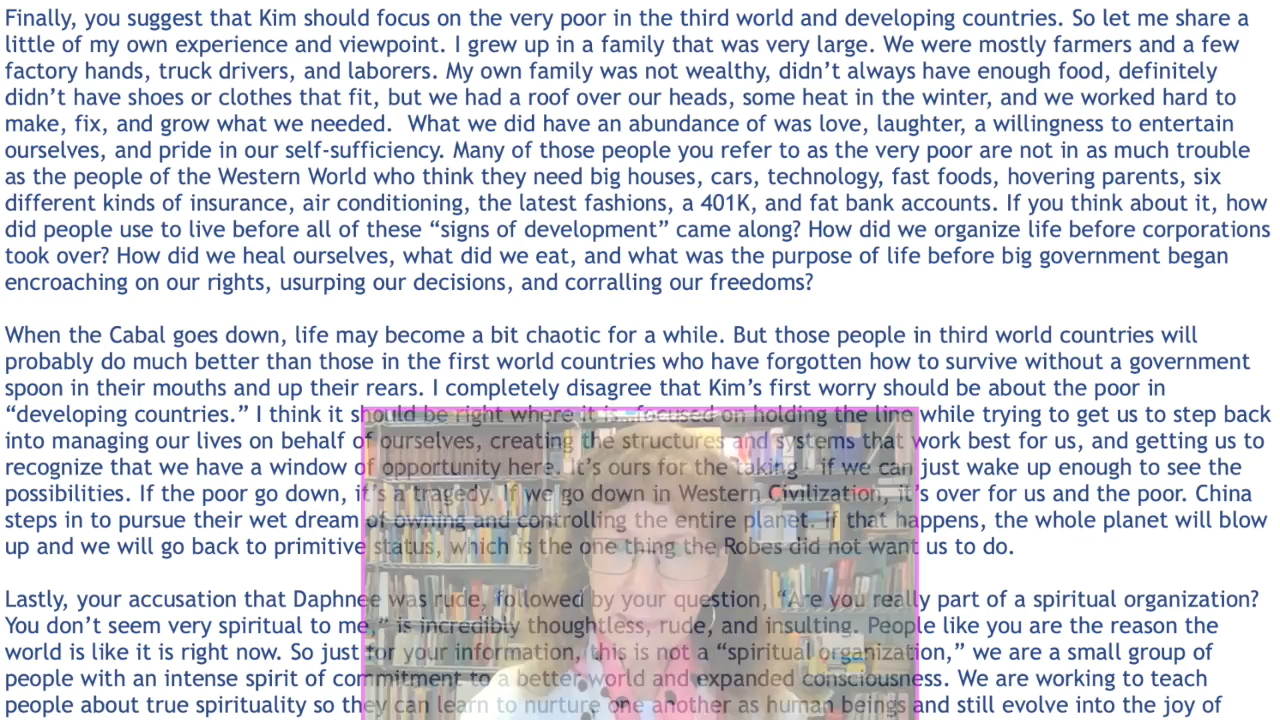 Finally, you suggest that Kim should focus on the very poor in the third world and developing countries. So let me share a
little of my own experience and viewpoint. I grew up in a family that was very large. We were mostly farmers and a few
factory hands, truck drivers, and laborers. My own family was not wealthy, didn’t always have enough food, definitely
didn’t have shoes or clothes that fit, but we had a roof over our heads, some heat in the winter, and we worked hard to
make, fix, and grow what we needed.  What we did have an abundance of was love, laughter, a willingness to entertain
ourselves, and pride in our self-sufficiency. Many of those people you refer to as the very poor are not in as much trouble
as the people of the Western World who think they need big houses, cars, technology, fast foods, hovering parents, six
different kinds of insurance, air conditioning, the latest fashions, a 401K, and fat bank accounts. If you think about it, how
did people use to live before all of these “signs of development” came along? How did we organize life before corporations
took over? How did we heal ourselves, what did we eat, and what was the purpose of life before big government began
encroaching on our rights, usurping our decisions, and corralling our freedoms?
When the Cabal goes down, life may become a bit chaotic for a while. But those people in third world countries will
probably do much better than those in the first world countries who have forgotten how to survive without a government
spoon in their mouths and up their rears. I completely disagree that Kim’s first worry should be about the poor in
“developing countries.” I think it should be right where it is…focused on holding the line while trying to get us to step back
into managing our lives on behalf of ourselves, creating the structures and systems that work best for us, and getting us to
recognize that we have a window of opportunity here. It’s ours for the taking – if we can just wake up enough to see the
possibilities. If the poor go down, it’s a tragedy. If we go down in Western Civilization, it’s over for us and the poor. China
steps in to pursue their wet dream of owning and controlling the entire planet. If that happens, the whole planet will blow
up and we will go back to primitive status, which is the one thing the Robes did not want us to do.
Lastly, your accusation that Daphnee was rude, followed by your question, “Are you really part of a spiritual organization?
You don’t seem very spiritual to me,” is incredibly thoughtless, rude, and insulting. People like you are the reason the
world is like it is right now. So just for your information, this is not a “spiritual organization,” we are a small group of
people with an intense spirit of commitment to a better world and expanded consciousness. We are working to teach
people about true spirituality so they can learn to nurture one another as human beings and still evolve into the joy of